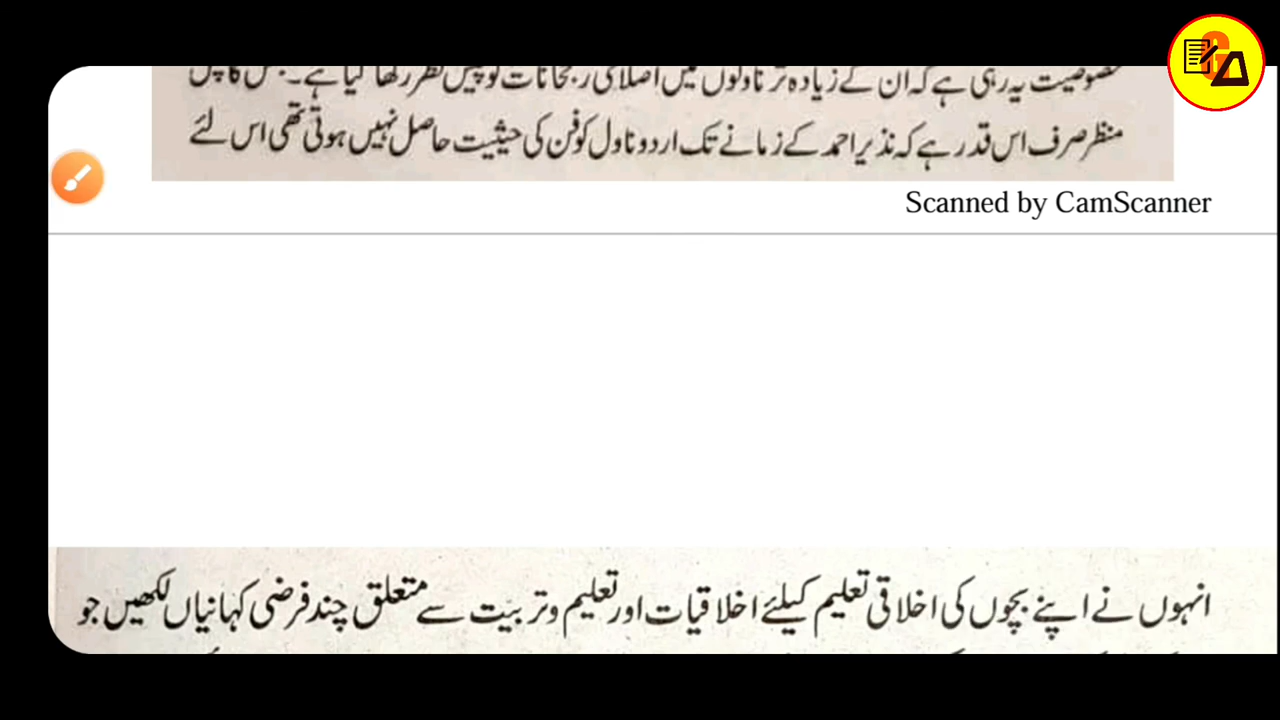 خصوصیت یہ رہی ہے کہ ان کے زیادہ تر ناولوں میں اصلاحی رجحانات کو پیش نظر رکھا گیا ہے۔ جس کا پس
منظر صرف اس قدر ہے کہ نذیر احمد کے زمانے تک اردو ناول کو فن کی حیثیت حاصل نہیں ہوتی تھی اس لئے
Scanned by CamScanner
انہوں نے اپنے بچوں کی اخلاقی تعلیم کیلئے اخلاقیات اور تعلیم و تربیت سے متعلق چند فرضی کہانیاں لکھیں جو